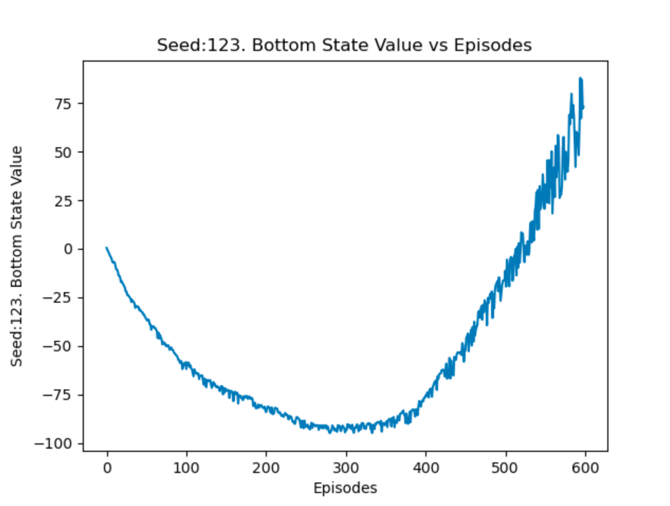 Seed:123. Bottom State Value vs Episodes
Seed:123. Bottom State Value
75
50
25
0
−25
−50
−75
−100
0 100 200 300 400 500 600
Episodes